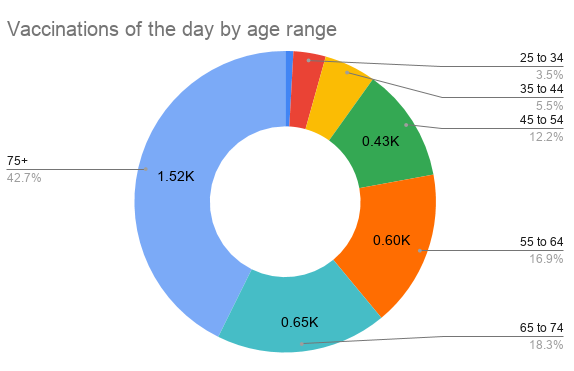 Vaccinations of the day by age range
25 to 34
3.5%
35 to 44
5.5%
45 to 54
12.2%
0.43K
75+
42.7%
1.52K
0.60K
55 to 64
16.9%
0.65K
65 to 74
18.3%